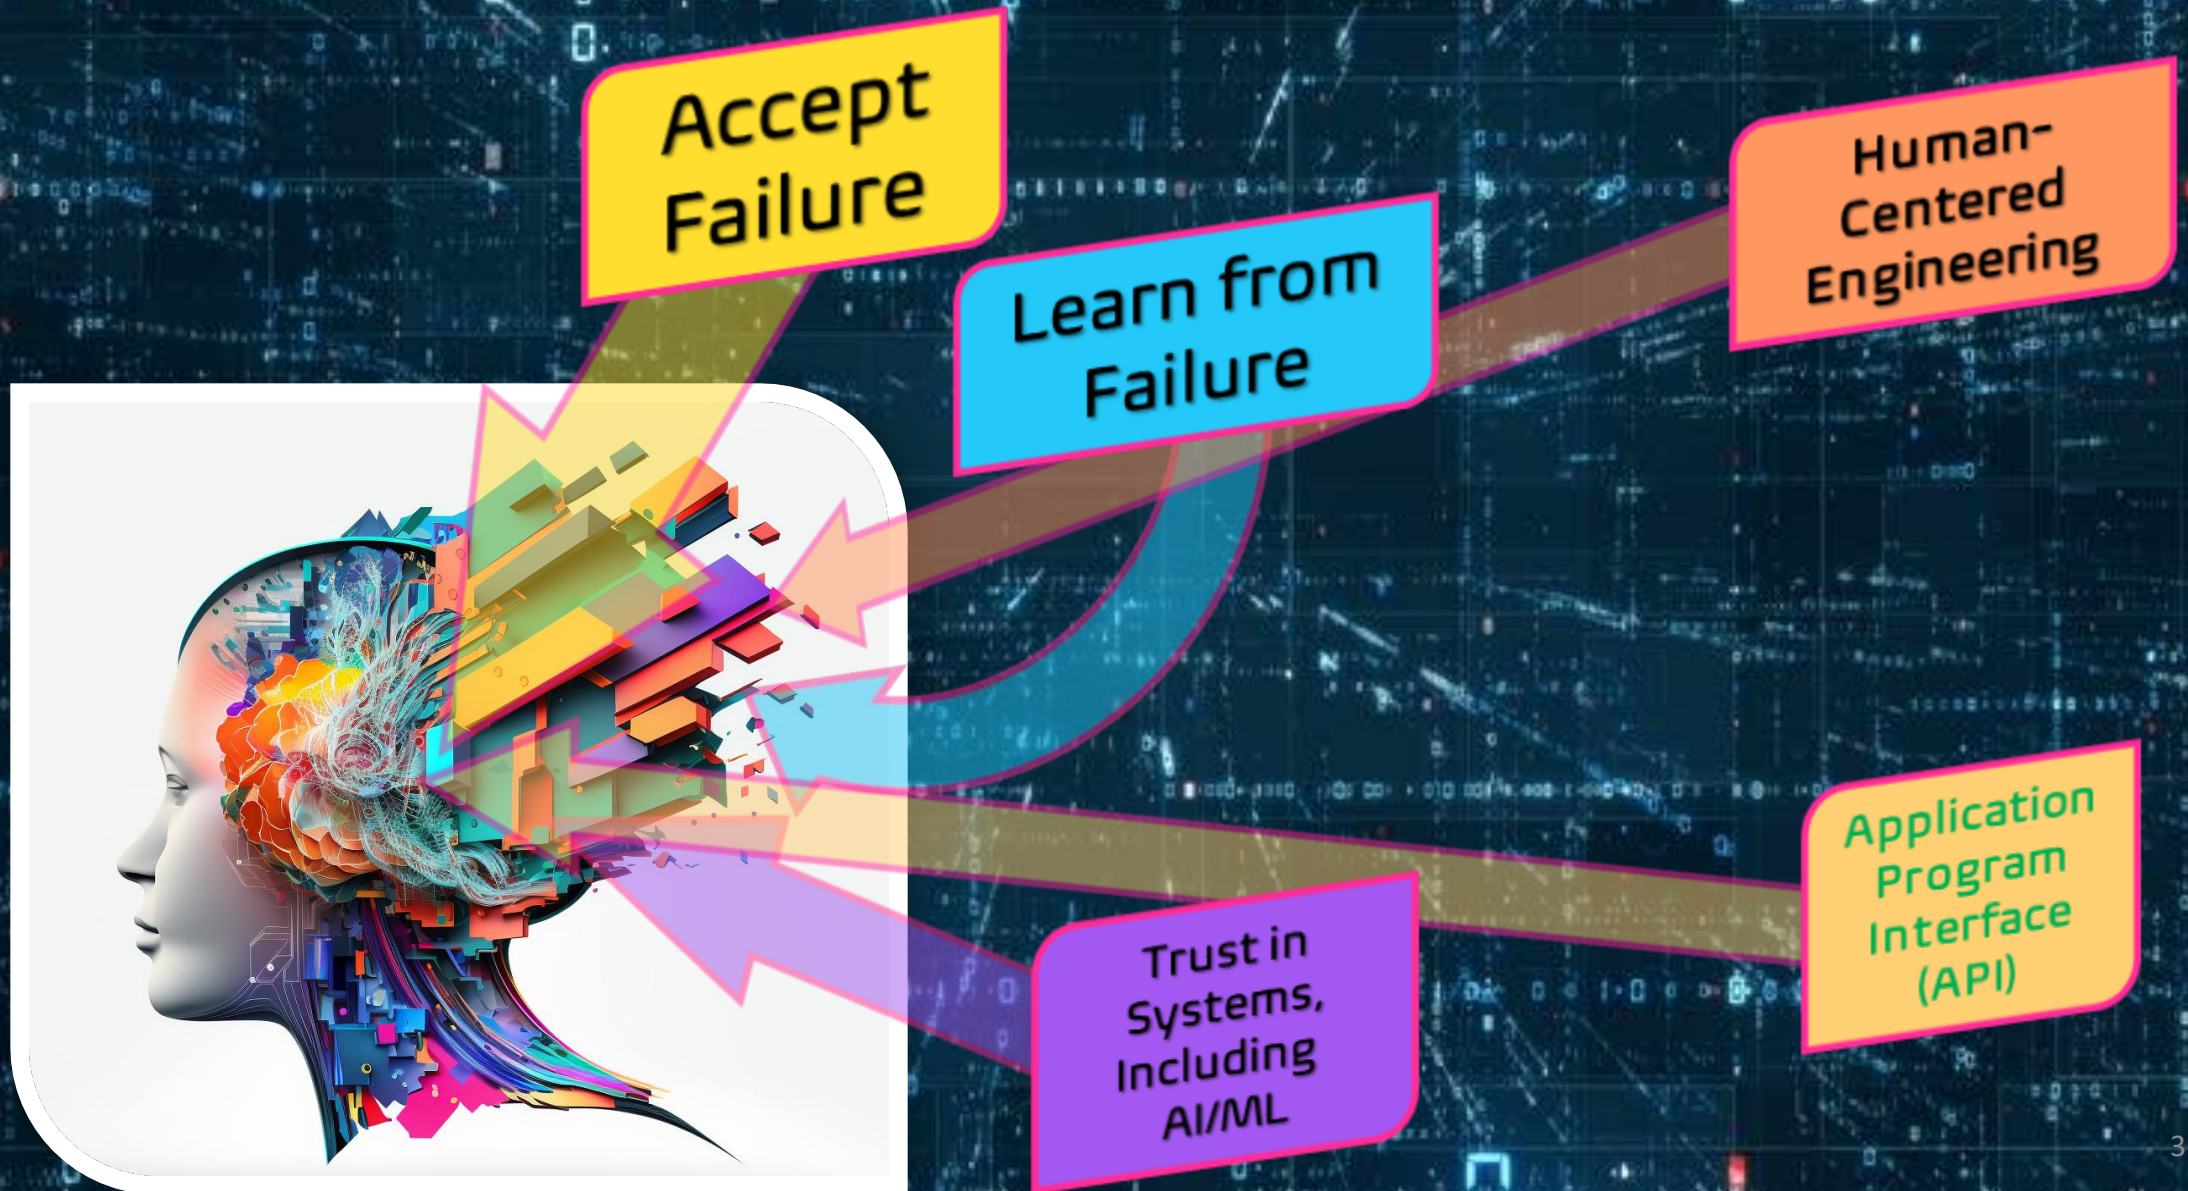 Accept
Failure
Learn from
Failure
Human-
Centered
Engineering
Application
Program
Interface
(API)
Trust in
Systems,
Including
AI/ML
3